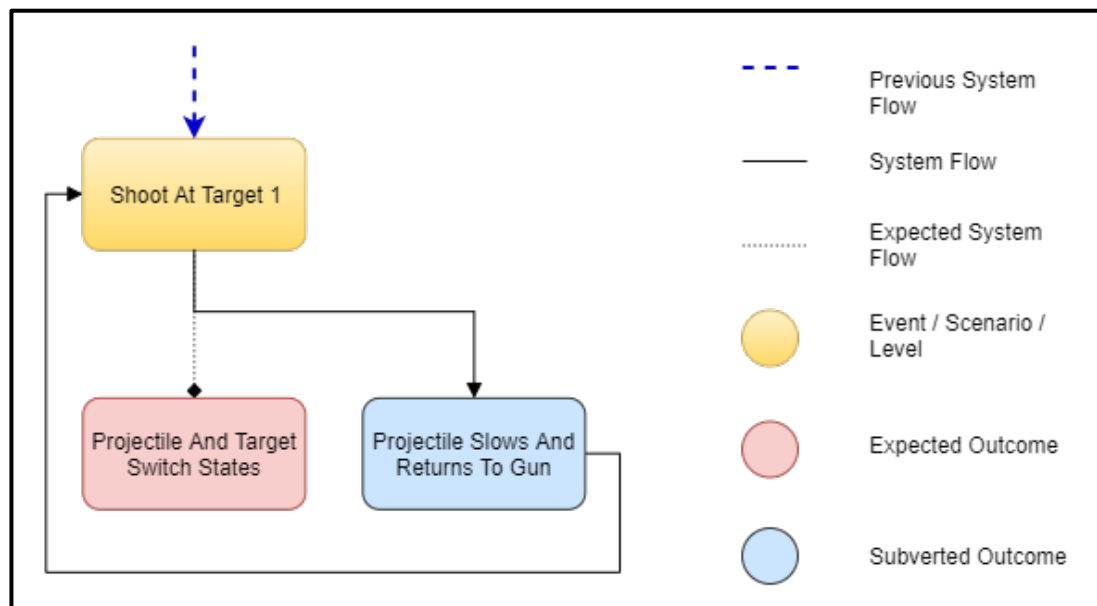 Shoot At Target 1
Projectile And Target
Switch States
Projectile Slows And
Returns To Gun
Previous System
Flow
System Flow
Expected System
Flow
Event / Scenario /
Level
Expected Outcome
Subverted Outcome